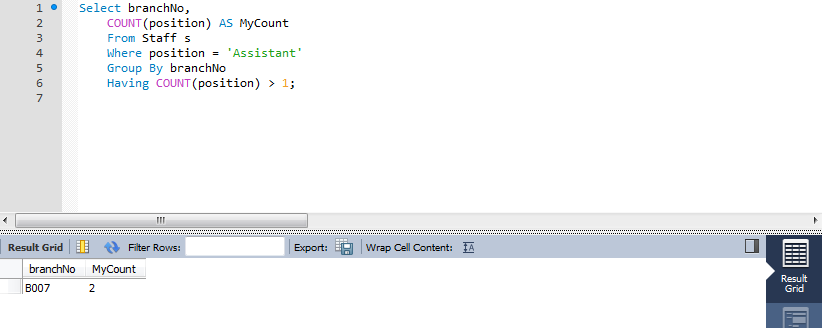 1 Select branchNo,
2 COUNT(position) AS MyCount
3 From Staff s
4 Where position = 'Assistant'
5 Group By branchNo
6 Having COUNT(position) > 1;
7
Result Grid Filter Rows: Export: Wrap Cell Content: IA
branchNo MyCount
B007 2
Result
Grid